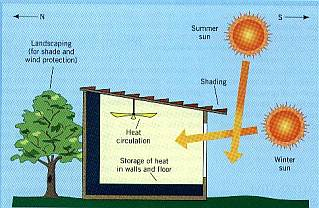 N
S
Summer
sun
Landscaping
(for shade and
wind protection)
Shading
Heat
circulation
Storage of heat
in walls and floor
Winter
sun